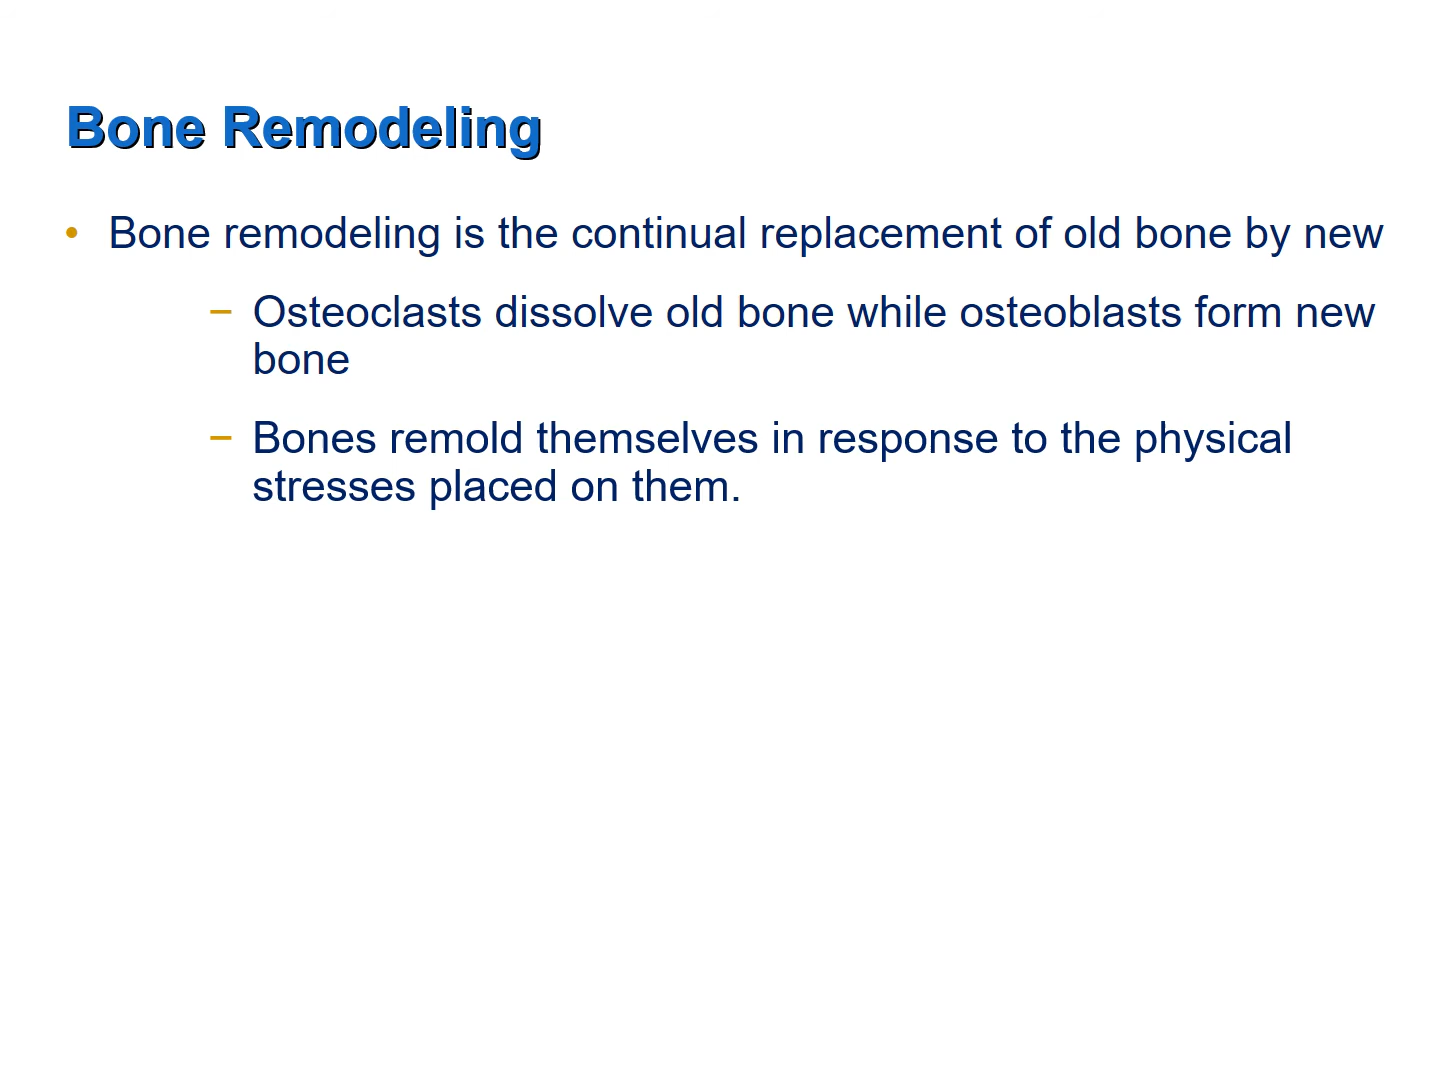 Bone Remodeling
• Bone remodeling is the continual replacement of old bone by new
– Osteoclasts dissolve old bone while osteoblasts form new
bone
– Bones remold themselves in response to the physical
stresses placed on them.